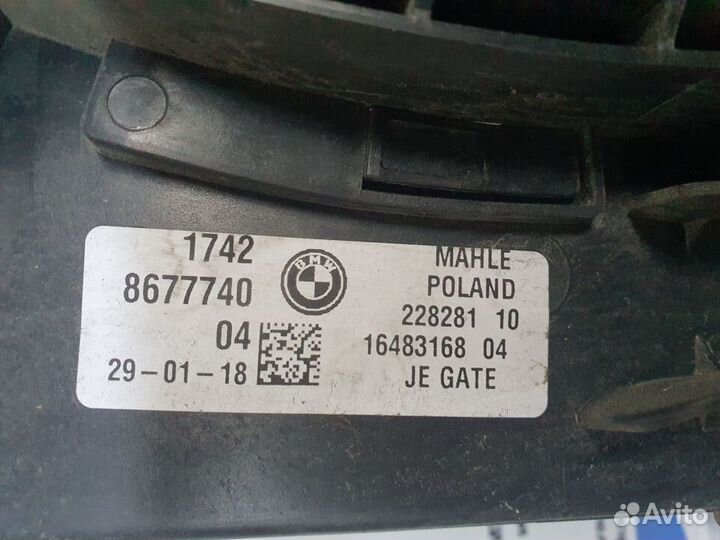 1742
8677740
04
29-01-18
BMW
MAHLE
POLAND
228281 10
16483168 04
JE GATE
Avito